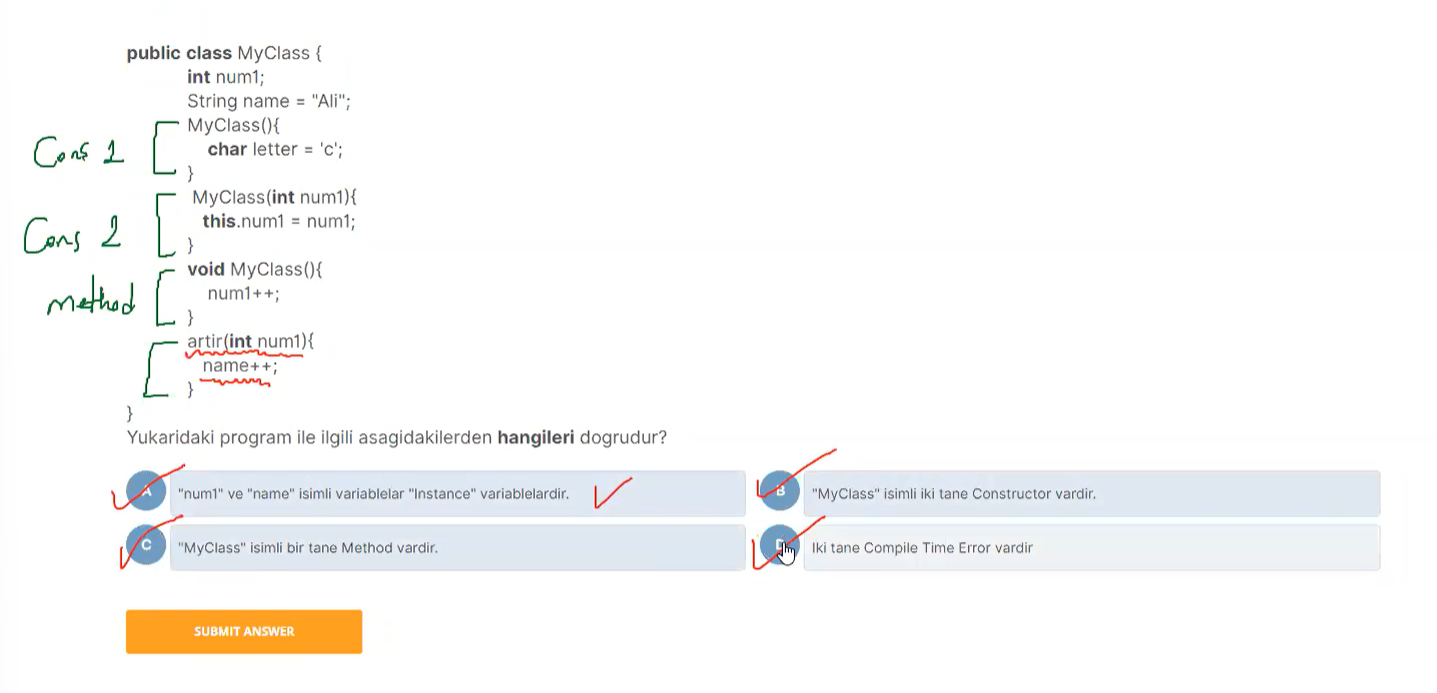 public class MyClass {
int num1;
String name = "Ali";
MyClass(){
Cons 1
char letter = 'c';
}
MyClass(int num1){
Cons 2
this.num1 = num1;
}
void MyClass(){
method
num1++;
}
artir(int num1){
name++;
}
}
Yukaridaki program ile ilgili asagidakilerden hangileri dogrudur?
A "num1" ve "name" isimli variablelar "Instance" variablelardir.
B "MyClass" isimli iki tane Constructor vardir.
C "MyClass" isimli bir tane Method vardir.
D Iki tane Compile Time Error vardir
SUBMIT ANSWER